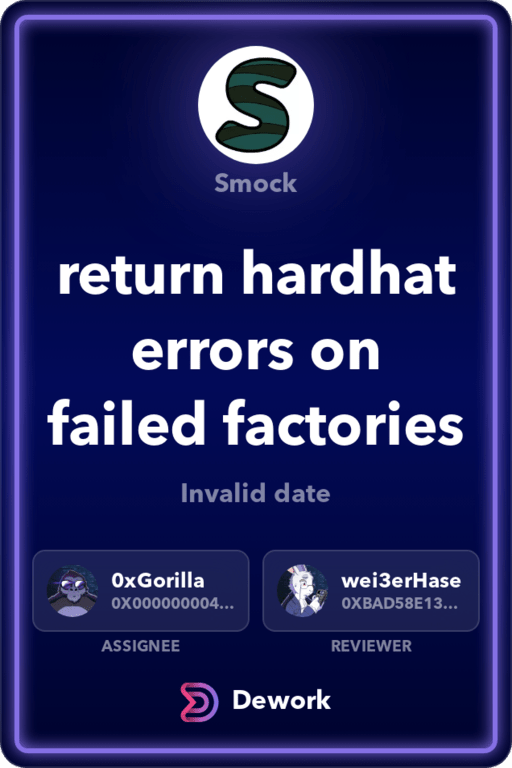 S
Smock
return hardhat
errors on
failed factories
Invalid date
0xGorilla
0X000000004...
ASSIGNEE
wei3erHase
0XBAD58E13...
REVIEWER
Dework